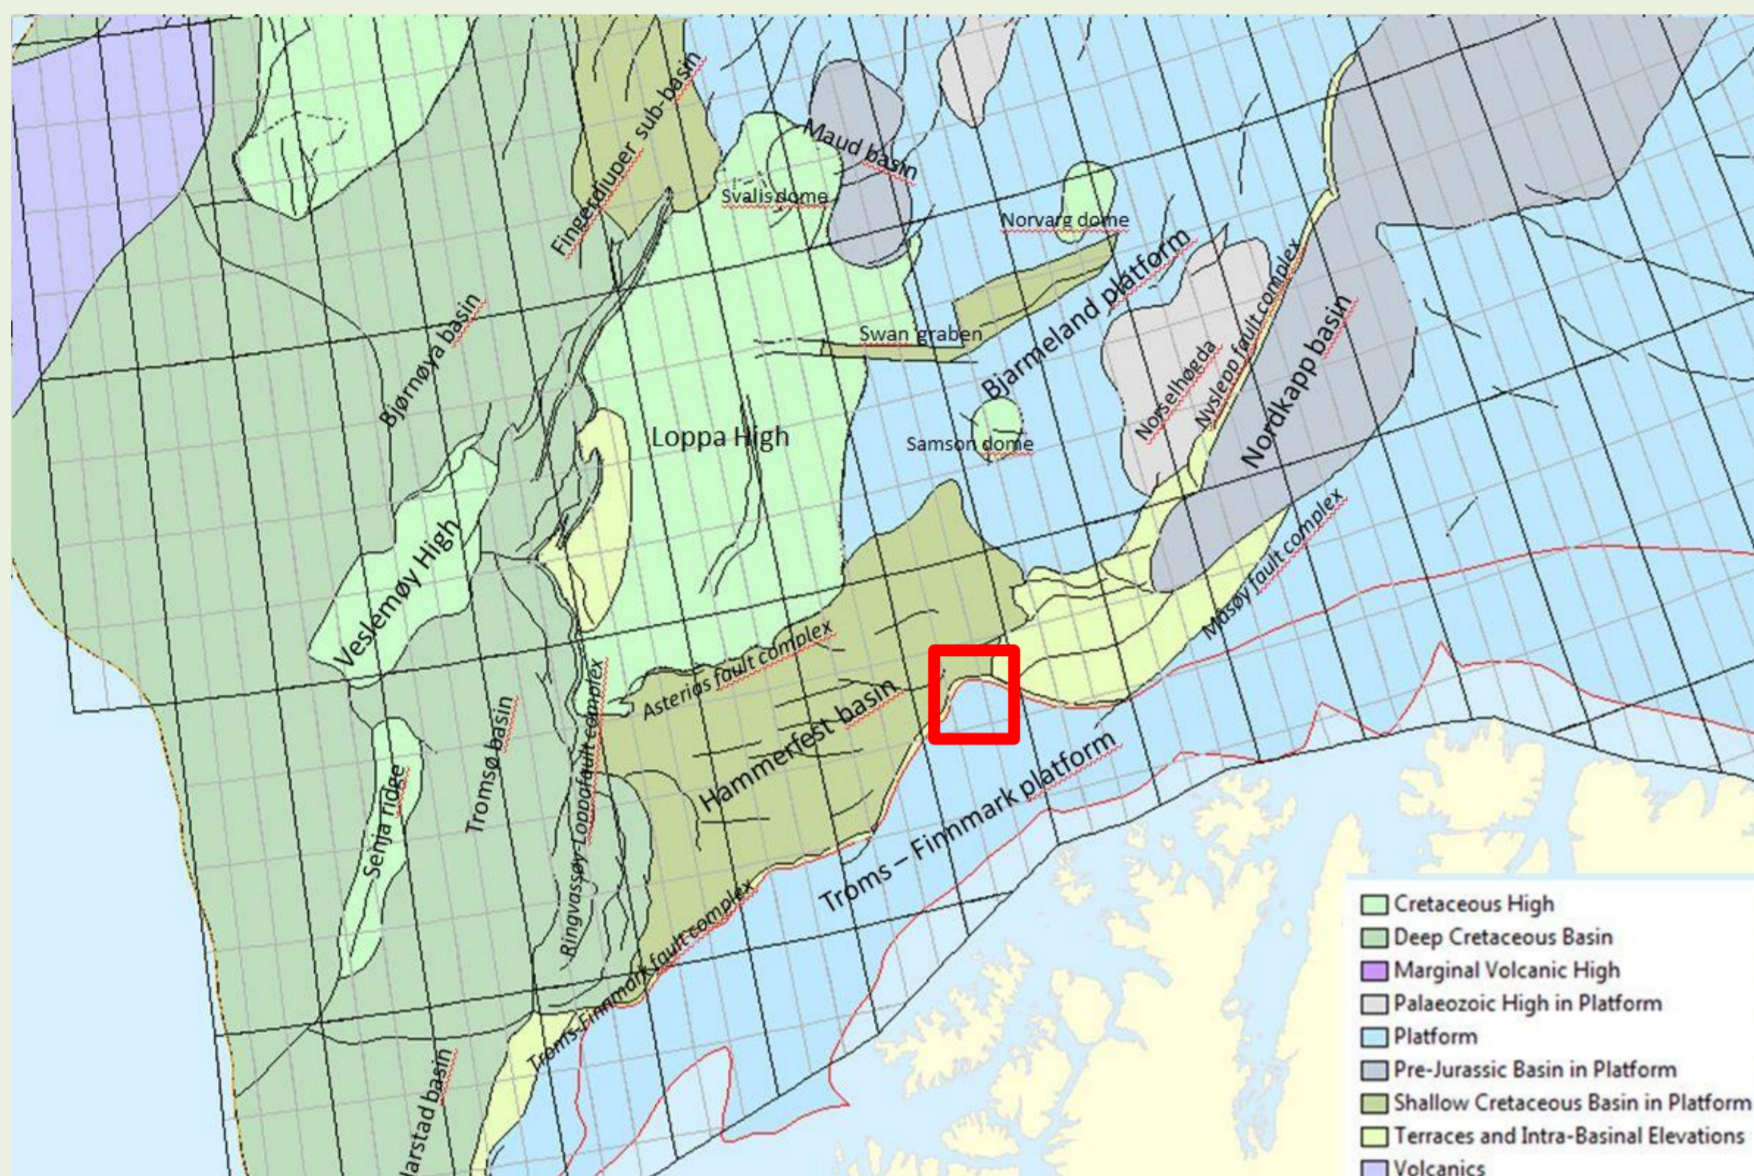 Fingerdjuper sub-basin
Maud basin
Svalis dome
Norvarg dome
Bjarmeland platform
Swan graben
Bjørnøya basin
Loppa High
Samson dome
Norselhøgda
Nyslepp fault complex
Nordkapp basin
Veslemøy High
Måsøy fault complex
Asterias fault complex
Hammerfest basin
Ringvassøy-Loppa fault complex
Tromsø basin
Senja ridge
Troms – Finnmark platform
Troms-Finnmark fault complex
arstad basin
Cretaceous High
Deep Cretaceous Basin
Marginal Volcanic High
Palaeozoic High in Platform
Platform
Pre-Jurassic Basin in Platform
Shallow Cretaceous Basin in Platform
Terraces and Intra-Basinal Elevations
Volcanics